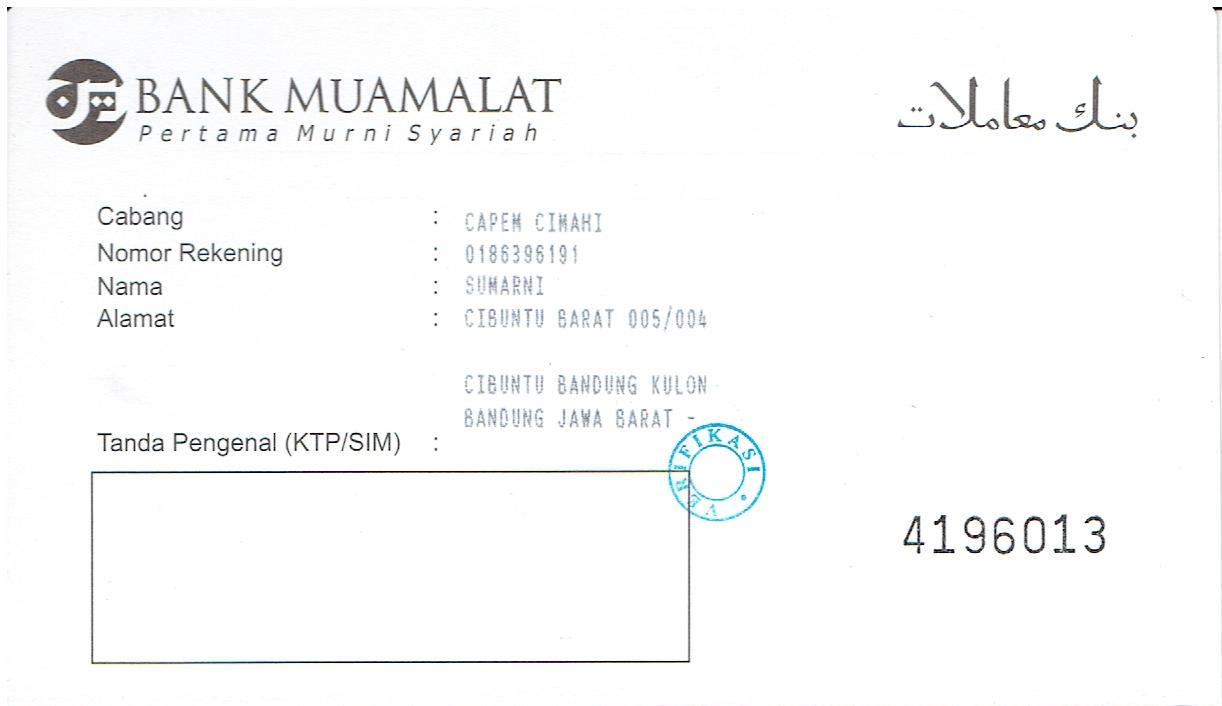 BANK MUAMALAT
Pertama Murni Syariah
بنك معاملات
Cabang : CAPEM CIMAHI
Nomor Rekening : 0186396191
Nama : SUMARNI
Alamat : CIBUNTU BARAT 005/004
CIBUNTU BANDUNG KULON
BANDUNG JAWA BARAT -
Tanda Pengenal (KTP/SIM) :
VERIFIKASI
4196013